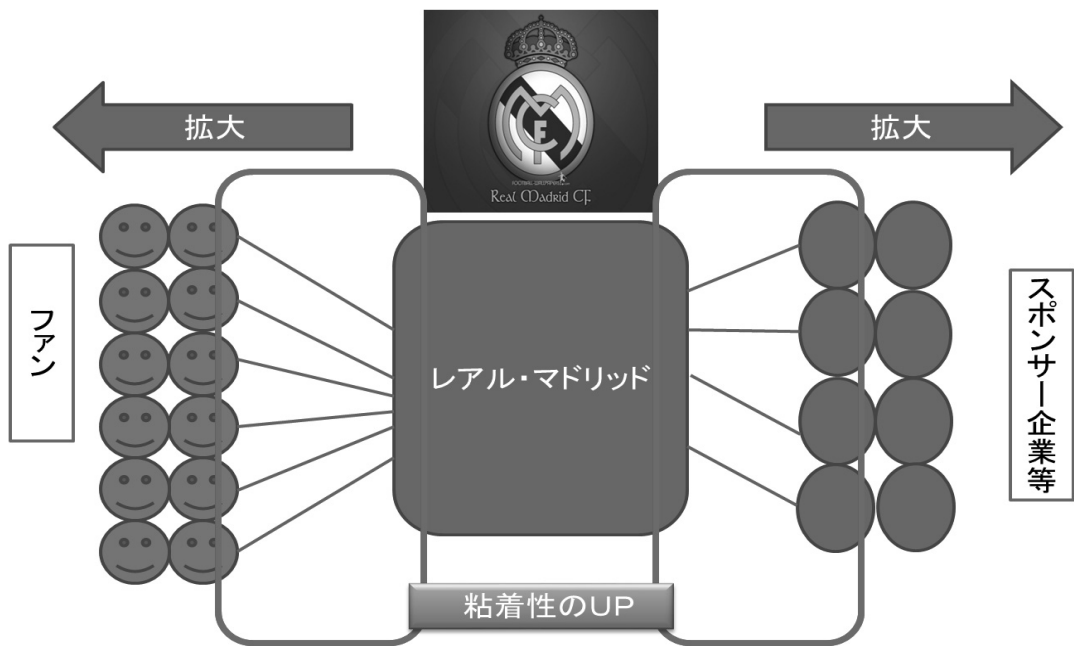 拡大
拡大
Real Madrid CF
ファン
レアル・マドリッド
スポンサー企業等
粘着性のUP